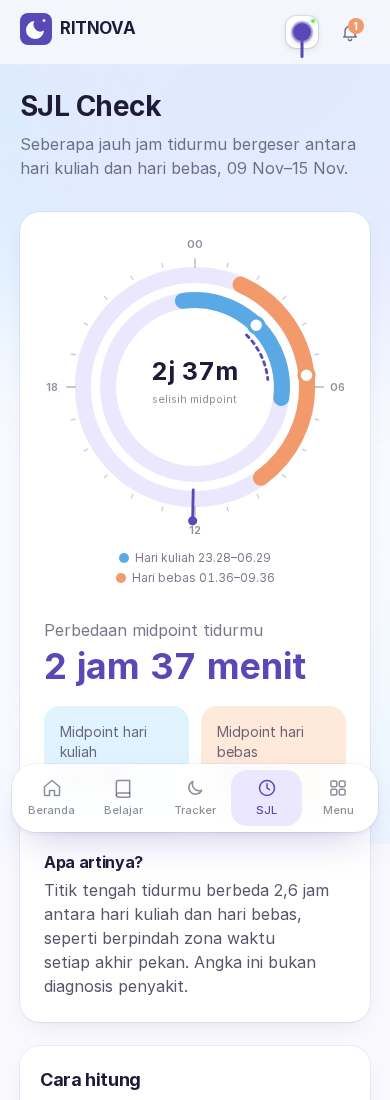 RITNOVA
1
SJL Check
Seberapa jauh jam tidurmu bergeser antara
hari kuliah dan hari bebas, 09 Nov–15 Nov.
00
18
2j 37m
06
selisih midpoint
12
Hari kuliah 23.28–06.29
Hari bebas 01.36–09.36
Perbedaan midpoint tidurmu
2 jam 37 menit
Midpoint hari
kuliah
Midpoint hari
bebas
Beranda
Belajar
Tracker
SJL
Menu
Apa artinya?
Titik tengah tidurmu berbeda 2,6 jam
antara hari kuliah dan hari bebas,
seperti berpindah zona waktu
setiap akhir pekan. Angka ini bukan
diagnosis penyakit.
Cara hitung